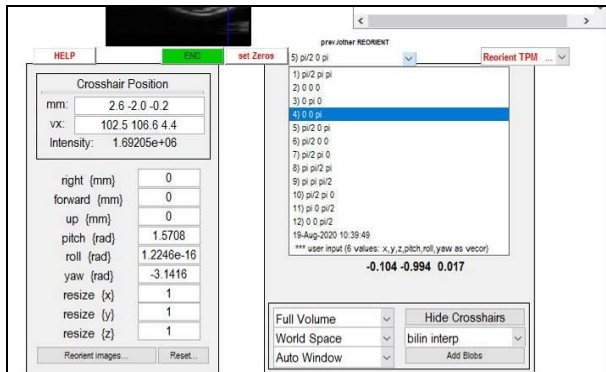 prev./other REORIENT
HELP
END
set Zeros
5) pi/2 0 pi
Reorient TPM ...
Crosshair Position
mm: 2.6 -2.0 -0.2
vx: 102.5 106.6 4.4
Intensity: 1.69205e+06
right {mm} 0
forward {mm} 0
up {mm} 0
pitch {rad} 1.5708
roll {rad} 1.2246e-16
yaw {rad} -3.1416
resize {x} 1
resize {y} 1
resize {z} 1
Reorient images... Reset...
1) pi/2 pi pi
2) 0 0 0
3) 0 pi 0
4) 0 0 pi
5) pi/2 0 pi
6) pi/2 0 0
7) pi/2 pi 0
8) pi pi/2 pi
9) pi pi pi/2
10) pi/2 pi 0
11) pi 0 pi/2
12) 0 0 pi/2
19-Aug-2020 10:39:49
*** user input (6 values: x,y,z,pitch,roll,yaw as vecor)
-0.104 -0.994 0.017
Full Volume
Hide Crosshairs
World Space
bilin interp
Auto Window
Add Blobs